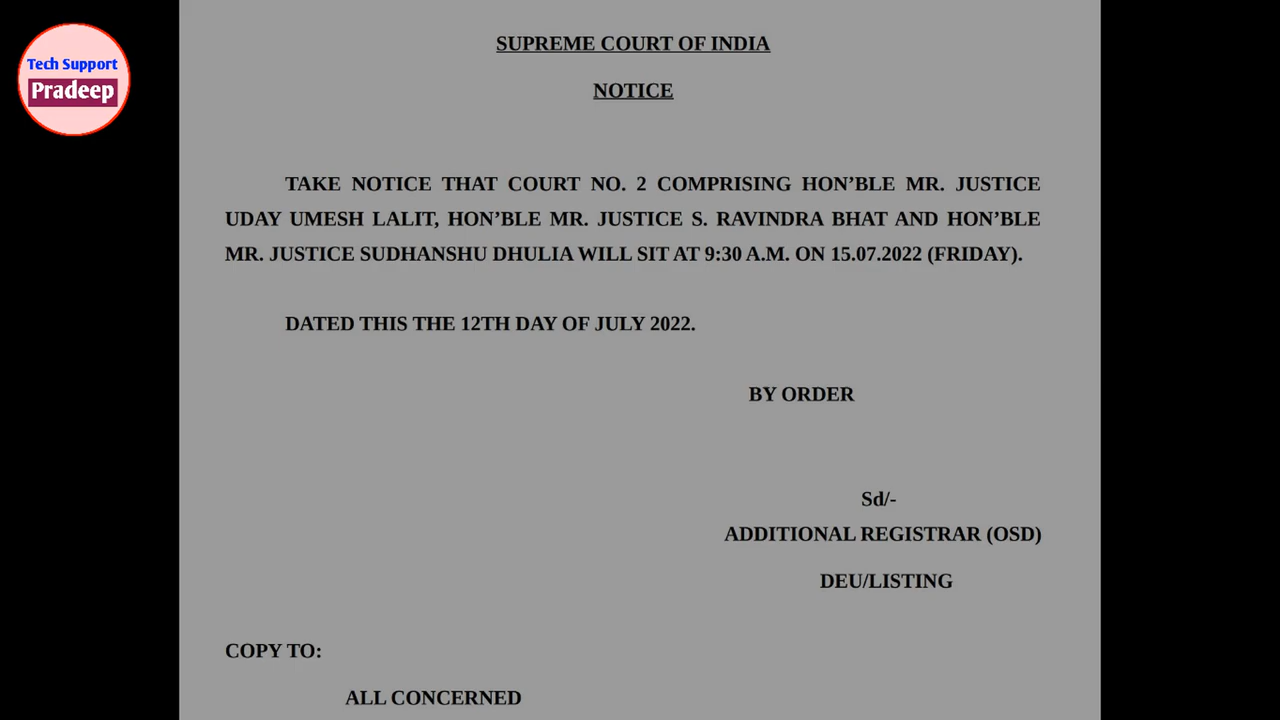 Tech Support
Pradeep
SUPREME COURT OF INDIA
NOTICE
TAKE NOTICE THAT COURT NO. 2 COMPRISING HON’BLE MR. JUSTICE
UDAY UMESH LALIT, HON’BLE MR. JUSTICE S. RAVINDRA BHAT AND HON’BLE
MR. JUSTICE SUDHANSHU DHULIA WILL SIT AT 9:30 A.M. ON 15.07.2022 (FRIDAY).
DATED THIS THE 12TH DAY OF JULY 2022.
BY ORDER
Sd/-
ADDITIONAL REGISTRAR (OSD)
DEU/LISTING
COPY TO:
ALL CONCERNED